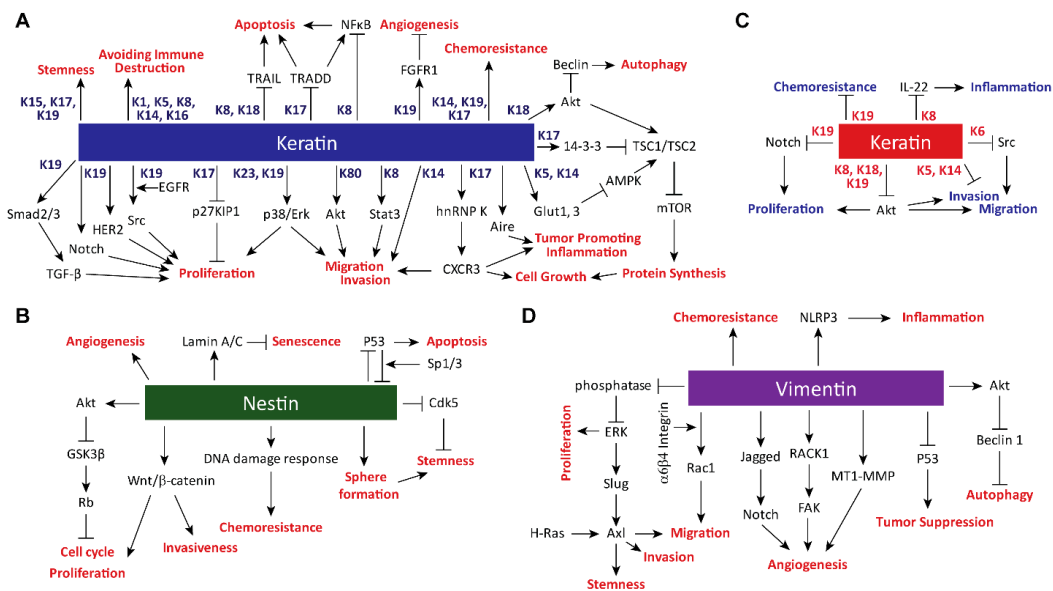 A
Apoptosis
NFκB
Angiogenesis
Avoiding Immune
Destruction
Chemoresistance
Stemness
TRAIL
TRADD
FGFR1
Beclin
Autophagy
K15, K17,
K19
K1, K5, K8,
K14, K16
K8, K18
K17
K8
K19
K14, K19,
K17
K18
Akt
Keratin
K17
14-3-3
TSC1/TSC2
K19
K19
K19
K17
K23, K19
K80
K8
K14
K17
K5, K14
EGFR
AMPK
Smad2/3
HER2
Src
p27KIP1
p38/Erk
Akt
Stat3
hnRNP K
Aire
Glut1, 3
mTOR
Notch
TGF-β
Proliferation
Migration
Invasion
CXCR3
Tumor Promoting
Inflammation
Cell Growth
Protein Synthesis
C
Chemoresistance
IL-22
Inflammation
K19
K8
K19
Keratin
K6
Notch
Src
K8, K18,
K19
K5, K14
Invasion
Proliferation
Akt
Migration
B
Angiogenesis
Lamin A/C
Senescence
P53
Apoptosis
Sp1/3
Nestin
Akt
Cdk5
GSK3β
DNA damage response
Wnt/β-catenin
Sphere
formation
Stemness
Rb
Chemoresistance
Cell cycle
Invasiveness
Proliferation
D
Chemoresistance
NLRP3
Inflammation
phosphatase
Vimentin
Akt
Proliferation
ERK
α6β4 Integrin
Rac1
Jagged
RACK1
MT1-MMP
P53
Beclin 1
Slug
Notch
FAK
Autophagy
Tumor Suppression
H-Ras
Axl
Migration
Invasion
Angiogenesis
Stemness